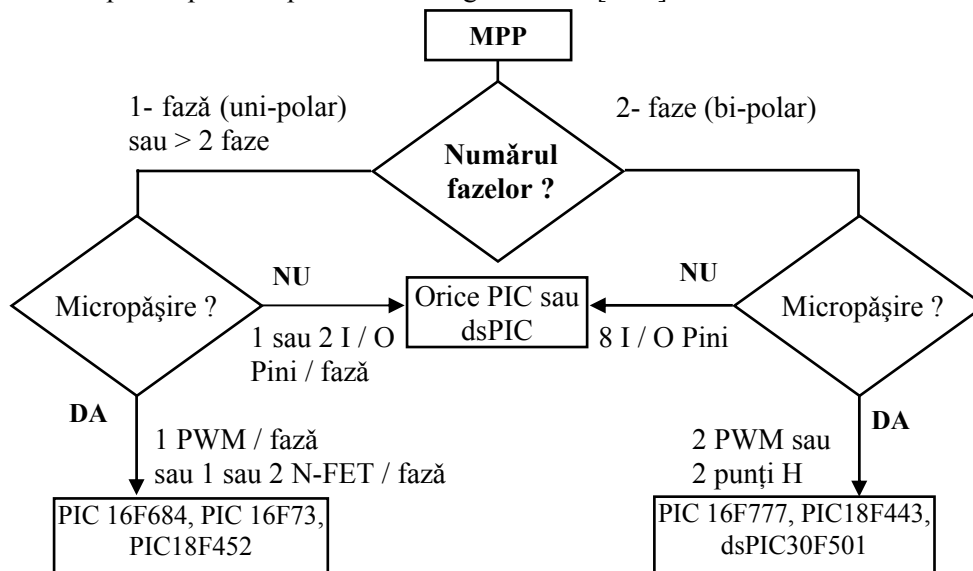 MPP
1- fază (uni-polar)
sau > 2 faze
2- faze (bi-polar)
Numărul
fazelor ?
Micropăşire ?
NU
1 sau 2 I / O
Pini / fază
Orice PIC sau
dsPIC
NU
8 I / O Pini
Micropăşire ?
DA
1 PWM / fază
sau 1 sau 2 N-FET / fază
2 PWM sau
2 punți H
DA
PIC 16F684, PIC 16F73,
PIC18F452
PIC 16F777, PIC18F443,
dsPIC30F501